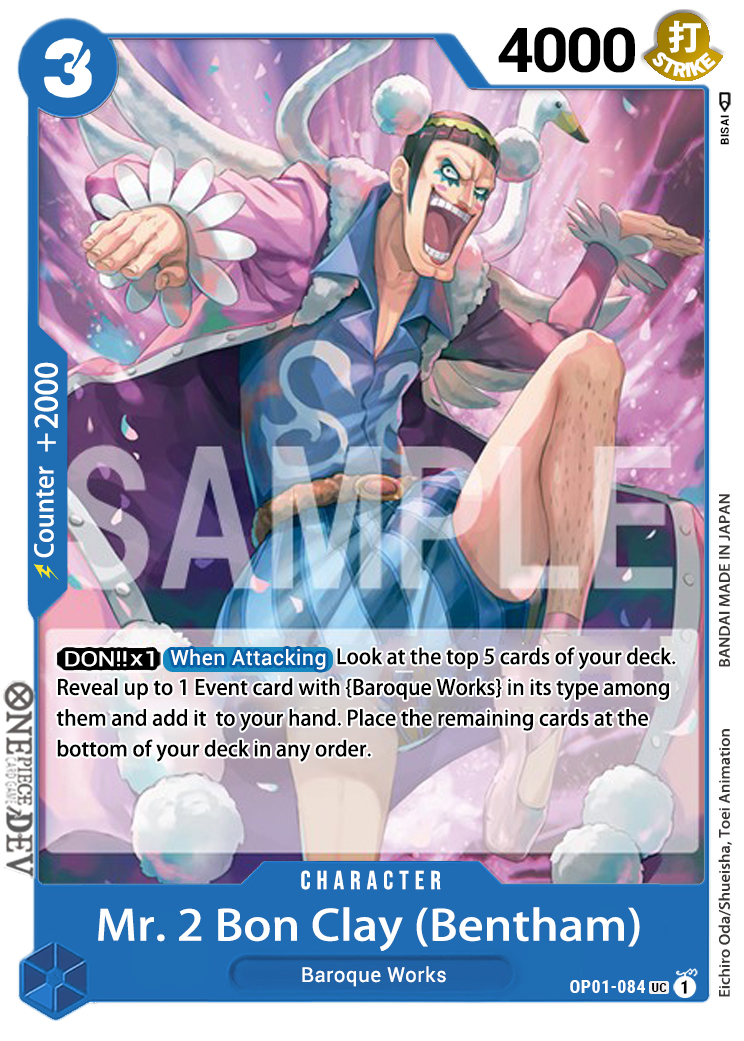 3
4000
打
STRIKE
BISAI
Counter +2000
SAMPLE
DON!!x1 When Attacking Look at the top 5 cards of your deck.
Reveal up to 1 Event card with {Baroque Works} in its type among
them and add it to your hand. Place the remaining cards at the
bottom of your deck in any order.
BANDAI MADE IN JAPAN
Eichiro Oda/Shueisha, Toei Animation
ONE PIECE
CARD GAME
/DEV
CHARACTER
Mr. 2 Bon Clay (Bentham)
Baroque Works
OP01-084 UC 1